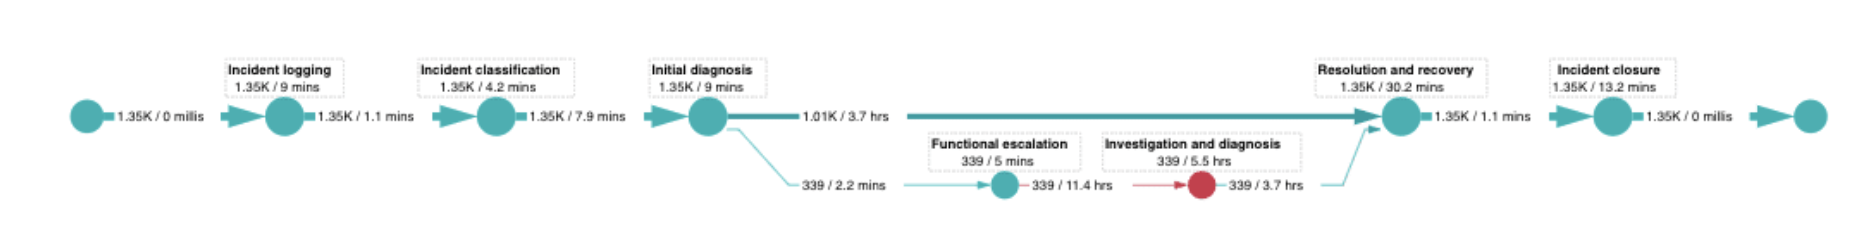 Incident logging
1.35K / 9 mins
Incident classification
1.35K / 4.2 mins
Initial diagnosis
1.35K / 9 mins
Resolution and recovery
1.35K / 30.2 mins
Incident closure
1.35K / 13.2 mins
1.35K / 0 millis
1.35K / 1.1 mins
1.35K / 7.9 mins
1.01K / 3.7 hrs
1.35K / 1.1 mins
1.35K / 0 millis
Functional escalation
339 / 5 mins
Investigation and diagnosis
339 / 5.5 hrs
339 / 2.2 mins
339 / 11.4 hrs
339 / 3.7 hrs